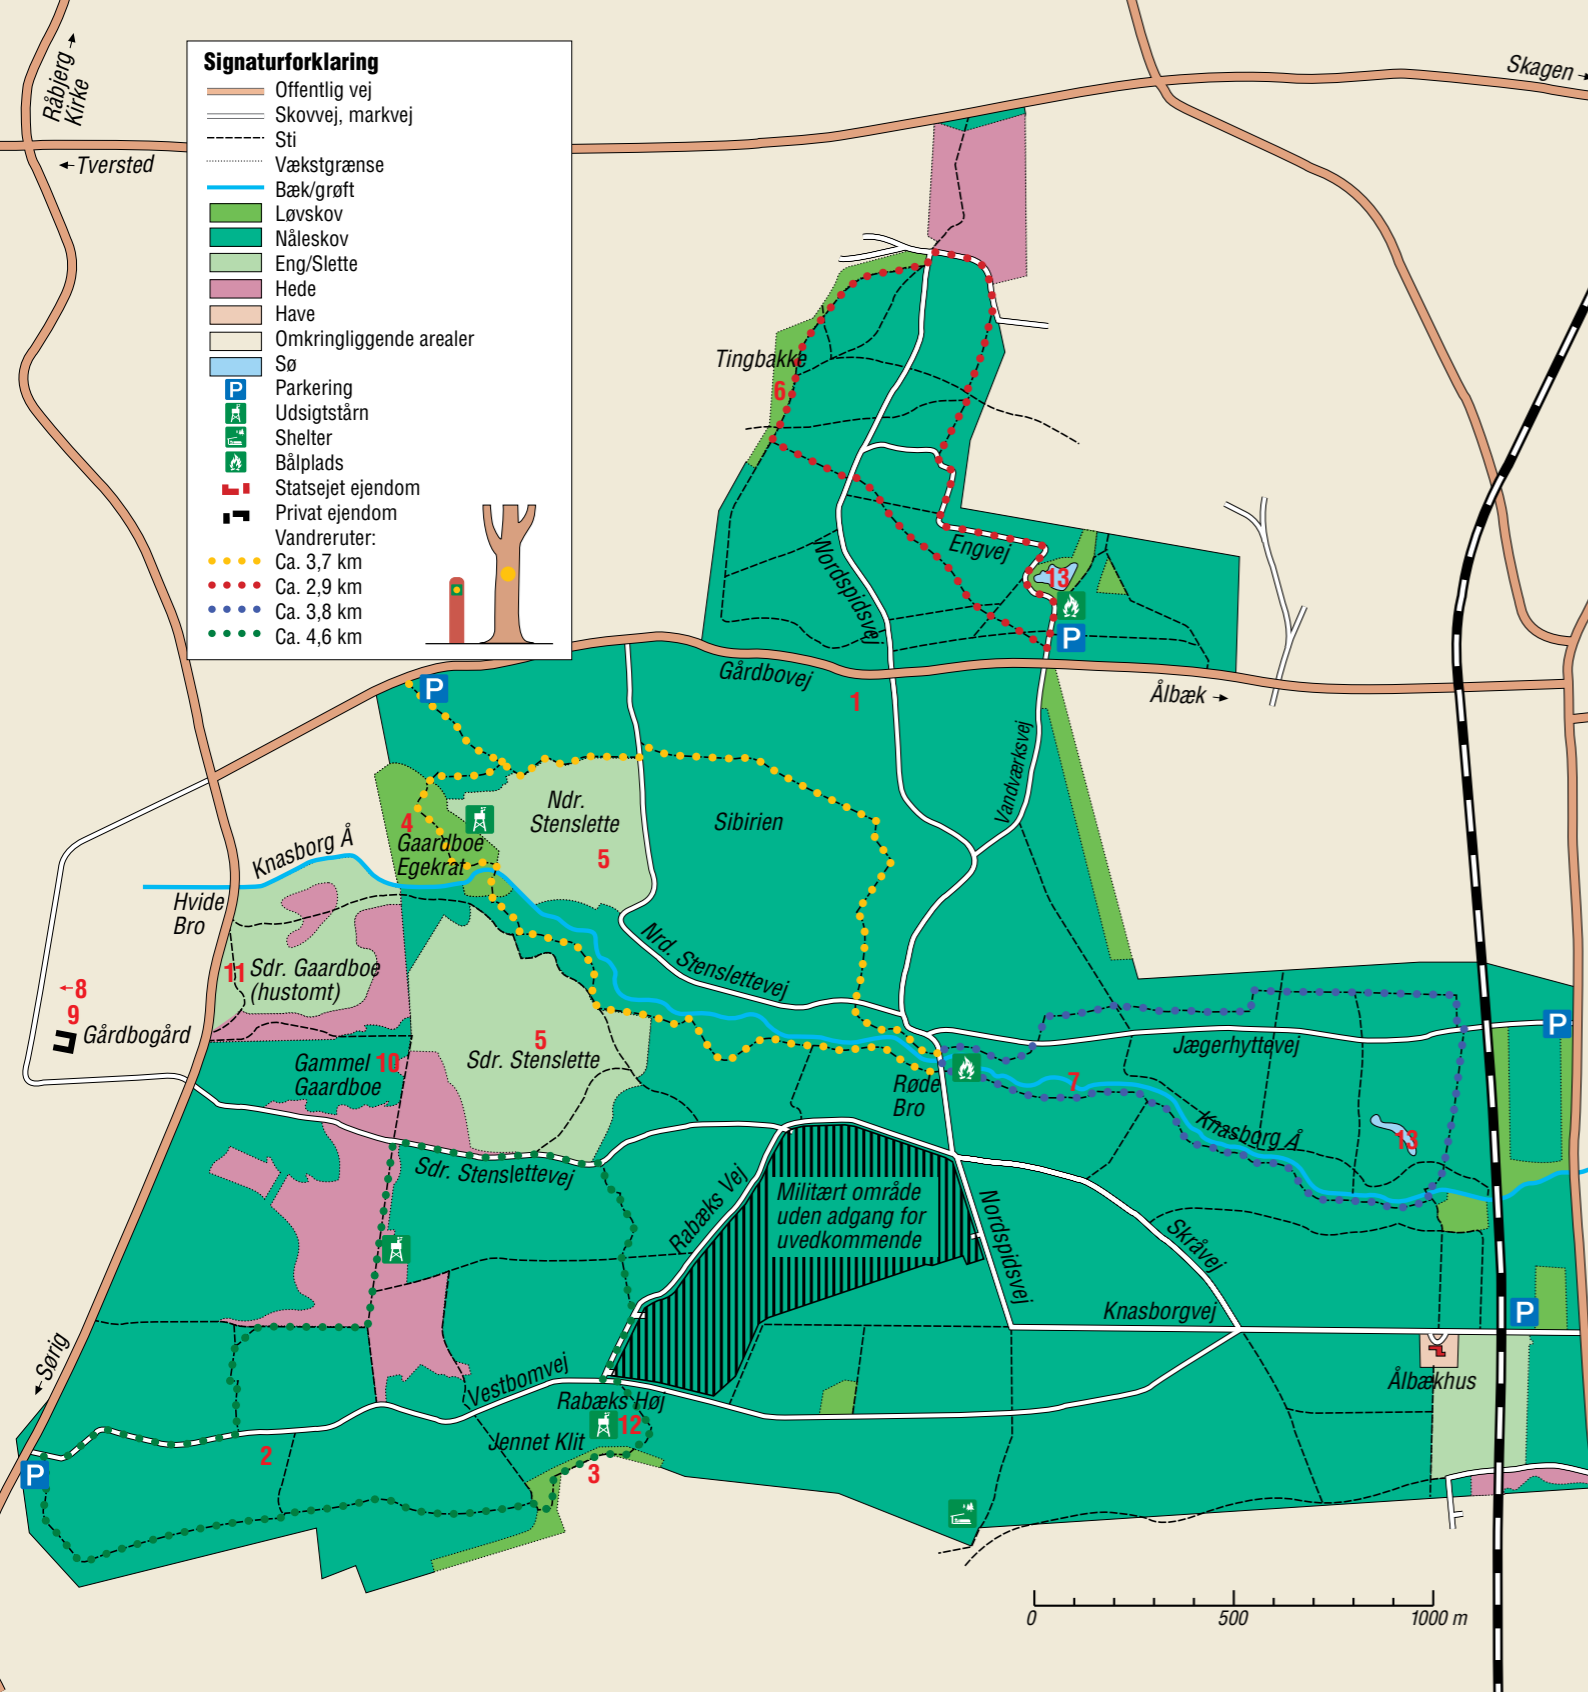 Råbjerg
Kirke
Tversted
Skagen
Signaturforklaring
Offentlig vej
Skovvej, markvej
Sti
Vækstgrænse
Bæk/grøft
Løvskov
Nåleskov
Eng/Slette
Hede
Have
Omkringliggende arealer
Sø
P Parkering
Udsigtstårn
Shelter
Bålplads
Statsejet ejendom
Privat ejendom
Vandreruter:
Ca. 3,7 km
Ca. 2,9 km
Ca. 3,8 km
Ca. 4,6 km
Tingbakke
6
Engvej
13
P
Nordspidsvej
Gårdbovej
1
Ålbæk
P
Vandværksvej
Ndr.
Stenslette
5
Sibirien
4
Gaardboe
Egekrat
Knasborg Å
Hvide
Bro
Nrd. Stenslettevej
11
Sdr. Gaardboe
(hustomt)
8
9
Gårdbogård
5
Sdr. Stenslette
Gammel 10
Gaardboe
Røde
Bro
7
Jægerhyttevej
P
Knasborg Å
13
Sdr. Stenslettevej
Rabæks Vej
Militært område
uden adgang for
uvedkommende
Nordspidsvej
Skråvej
Knasborgvej
P
Ålbækhus
Sørig
Vestbomvej
Rabæks Høj
12
Jennet Klit
3
2
P
0 500 1000 m